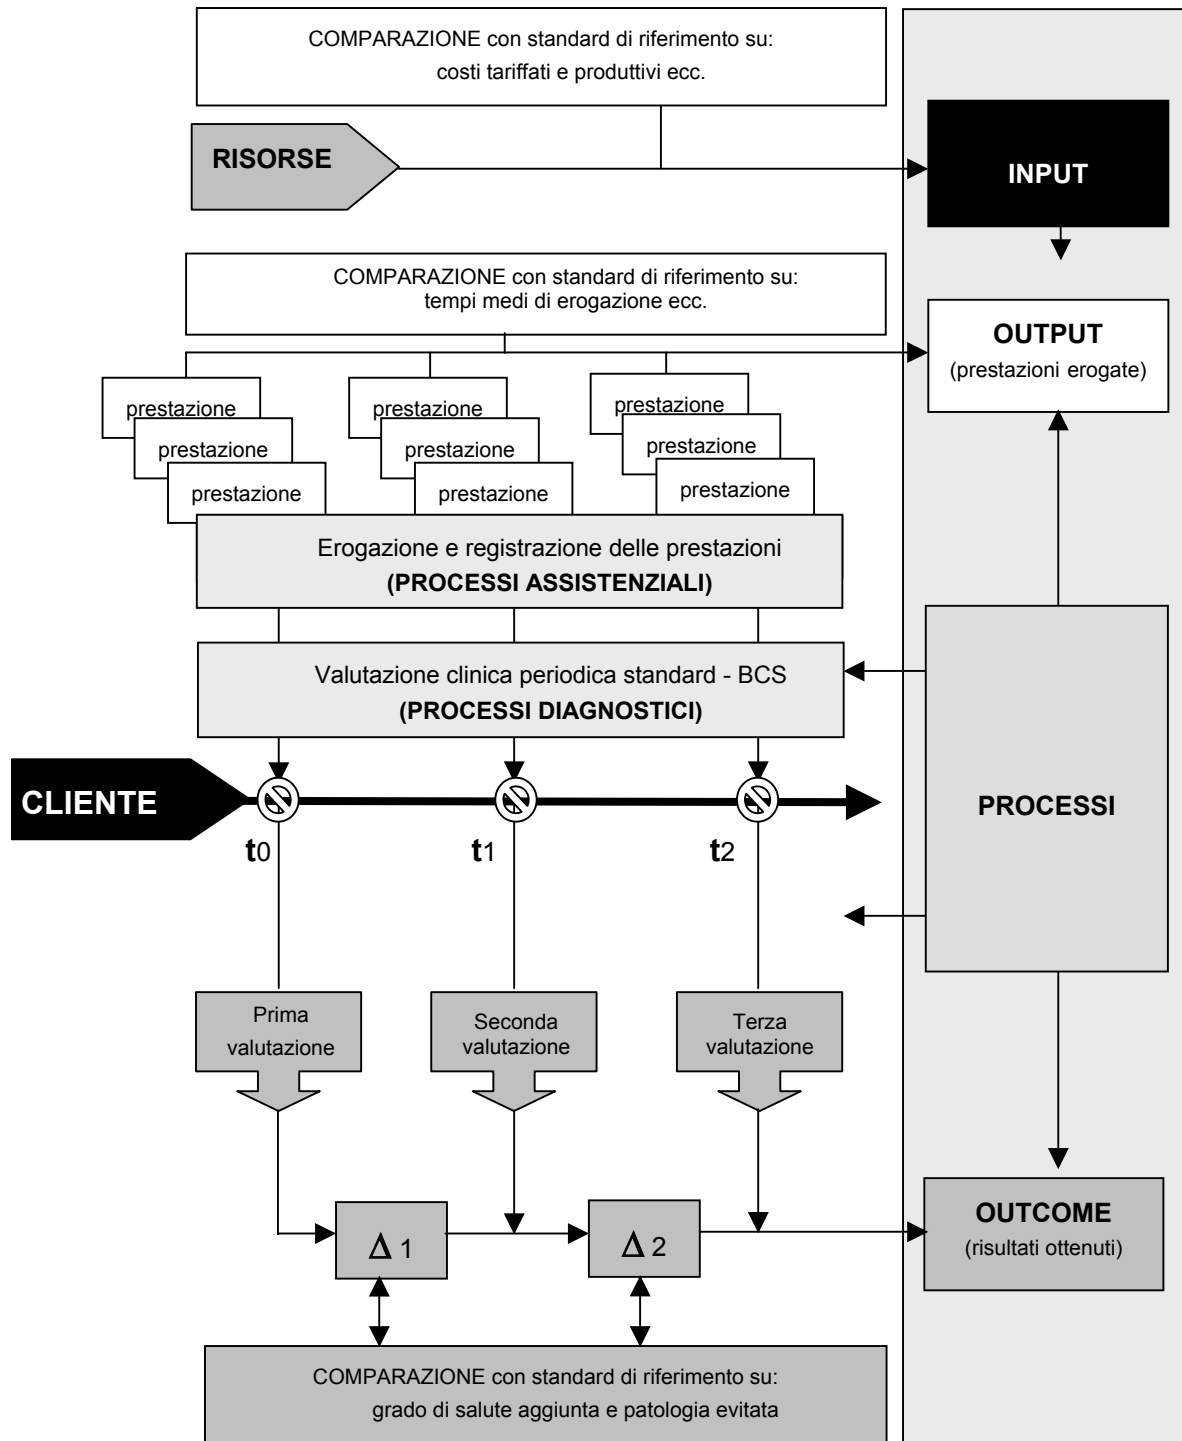 COMPARAZIONE con standard di riferimento su:
costi tariffati e produttivi ecc.
RISORSE
INPUT
COMPARAZIONE con standard di riferimento su:
tempi medi di erogazione ecc.
OUTPUT
(prestazioni erogate)
prestazione
prestazione
prestazione
prestazione
prestazione
prestazione
prestazione
prestazione
prestazione
Erogazione e registrazione delle prestazioni
(PROCESSI ASSISTENZIALI)
Valutazione clinica periodica standard - BCS
(PROCESSI DIAGNOSTICI)
CLIENTE
PROCESSI
t0
t1
t2
Prima
valutazione
Seconda
valutazione
Terza
valutazione
Δ 1
Δ 2
OUTCOME
(risultati ottenuti)
COMPARAZIONE con standard di riferimento su:
grado di salute aggiunta e patologia evitata